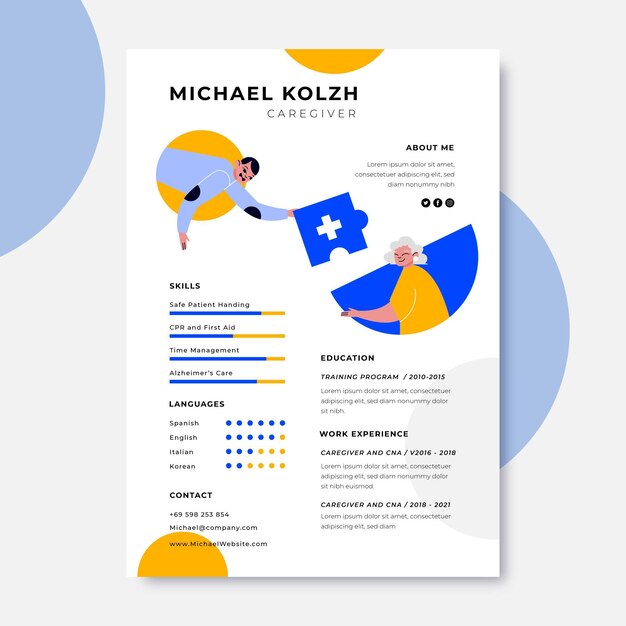 MICHAEL KOLZH
CAREGIVER
ABOUT ME
Lorem ipsum dolor sit amet,
consectetuer adipiscing elit,
sed diam nonummy nibh
SKILLS
Safe Patient Handing
CPR and First Aid
Time Management
Alzheimer's Care
LANGUAGES
Spanish
English
Italian
Korean
CONTACT
+69 598 253 854
Michael@company.com
www.MichaelWebsite.com
EDUCATION
TRAINING PROGRAM / 2010-2015
Lorem ipsum dolor sit amet,
consectetuer adipiscing elit, sed
diam nonummy nibh euismod tinc
sit nibh.
WORK EXPERIENCE
CAREGIVER AND CNA / V2016 - 2018
Lorem ipsum dolor sit amet,
consectetuer adipiscing elit, sed
diam nonummy nibh.
CAREGIVER AND CNA / 2018 - 2021
Lorem ipsum dolor sit amet,
consectetuer adipiscing sed diam